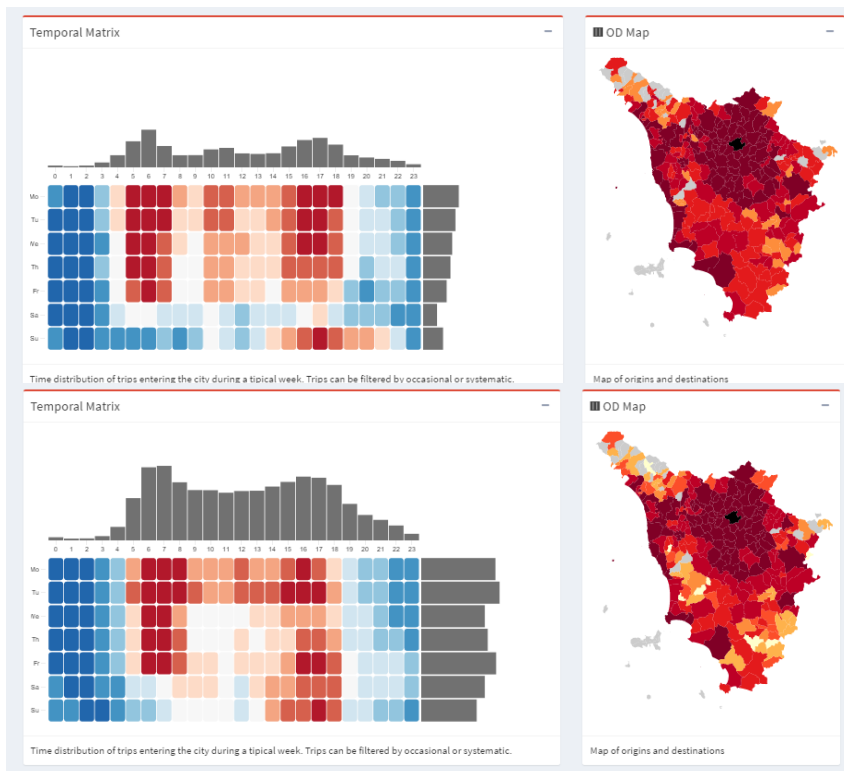 Temporal Matrix
−
OD Map
−
0 1 2 3 4 5 6 7 8 9 10 11 12 13 14 15 16 17 18 19 20 21 22 23
Mo
Tu
We
Th
Fr
Sa
Su
Time distribution of trips entering the city during a tipical week. Trips can be filtered by occasional or systematic.
Map of origins and destinations
Temporal Matrix
−
OD Map
−
0 1 2 3 4 5 6 7 8 9 10 11 12 13 14 15 16 17 18 19 20 21 22 23
Mo
Tu
We
Th
Fr
Sa
Su
Time distribution of trips entering the city during a tipical week. Trips can be filtered by occasional or systematic.
Map of origins and destinations